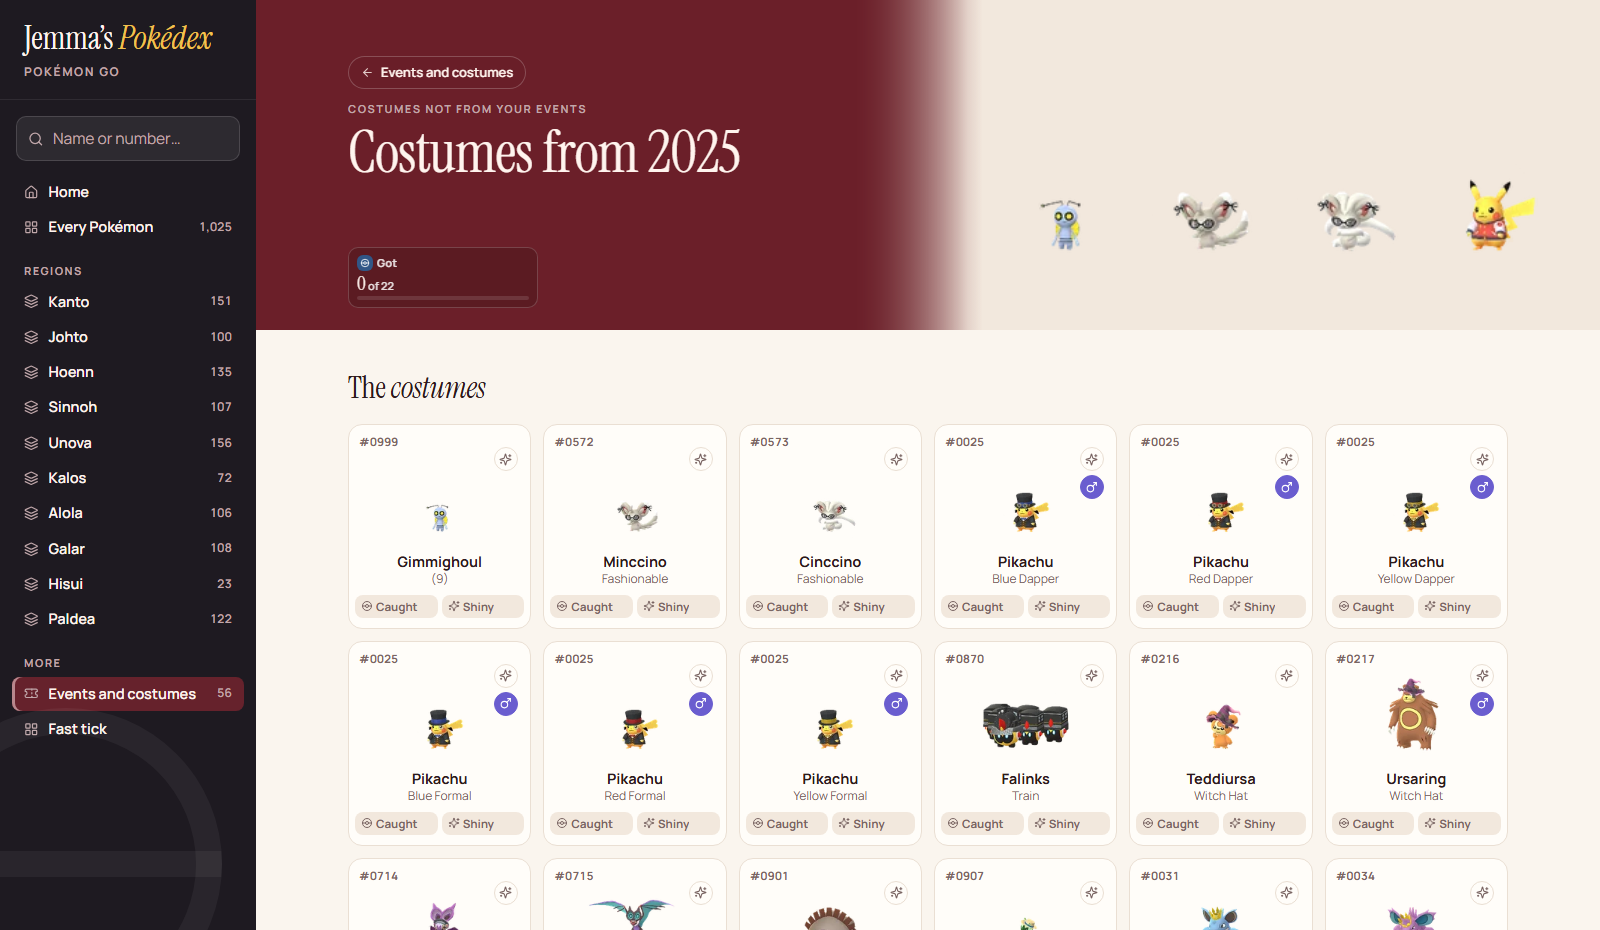 Jemma's Pokédex
POKÉMON GO
Name or number...
Home
Every Pokémon 1,025
REGIONS
Kanto 151
Johto 100
Hoenn 135
Sinnoh 107
Unova 156
Kalos 72
Alola 106
Galar 108
Hisui 23
Paldea 122
MORE
Events and costumes 56
Fast tick
Events and costumes
COSTUMES NOT FROM YOUR EVENTS
Costumes from 2025
Got
0 of 22
The costumes
#0999
Gimmighoul
(9)
Caught Shiny
#0572
Minccino
Fashionable
Caught Shiny
#0573
Cinccino
Fashionable
Caught Shiny
#0025
Pikachu
Blue Dapper
Caught Shiny
#0025
Pikachu
Red Dapper
Caught Shiny
#0025
Pikachu
Yellow Dapper
Caught Shiny
#0025
Pikachu
Blue Formal
Caught Shiny
#0025
Pikachu
Red Formal
Caught Shiny
#0025
Pikachu
Yellow Formal
Caught Shiny
#0870
Falinks
Train
Caught Shiny
#0216
Teddiursa
Witch Hat
Caught Shiny
#0217
Ursaring
Witch Hat
Caught Shiny
#0714
#0715
#0901
#0907
#0031
#0034